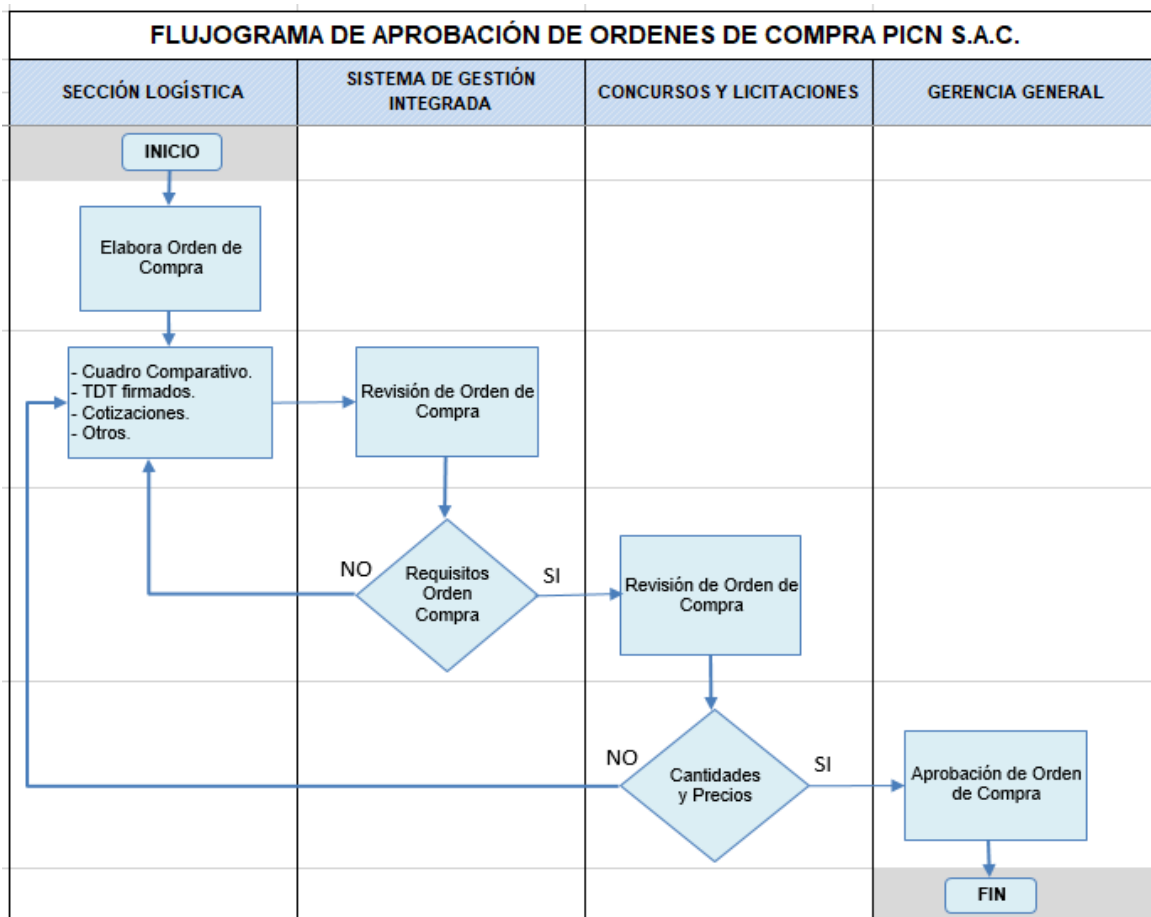 FLUJOGRAMA DE APROBACIÓN DE ORDENES DE COMPRA PICN S.A.C.
SECCIÓN LOGÍSTICA
SISTEMA DE GESTIÓN
INTEGRADA
CONCURSOS Y LICITACIONES
GERENCIA GENERAL
INICIO
Elabora Orden de
Compra
- Cuadro Comparativo.
- TDT firmados.
- Cotizaciones.
- Otros.
Revisión de Orden de
Compra
NO
Requisitos
Orden
Compra
SI
Revisión de Orden de
Compra
NO
Cantidades
y Precios
SI
Aprobación de Orden
de Compra
FIN